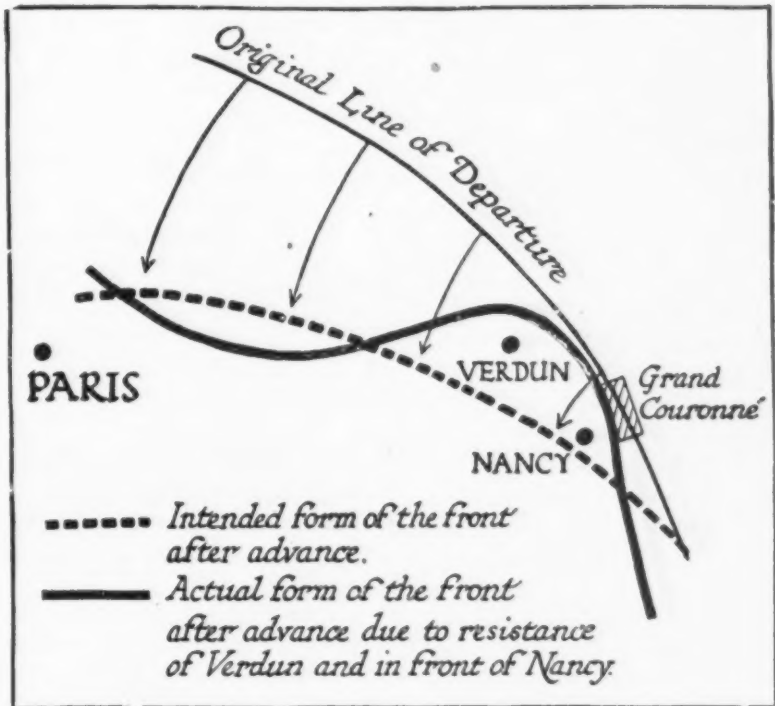 Original Line of Departure
PARIS
VERDUN
NANCY
Grand
Couronné
Intended form of the front
after advance.
Actual form of the front
after advance due to resistance
of Verdun and in front of Nancy.